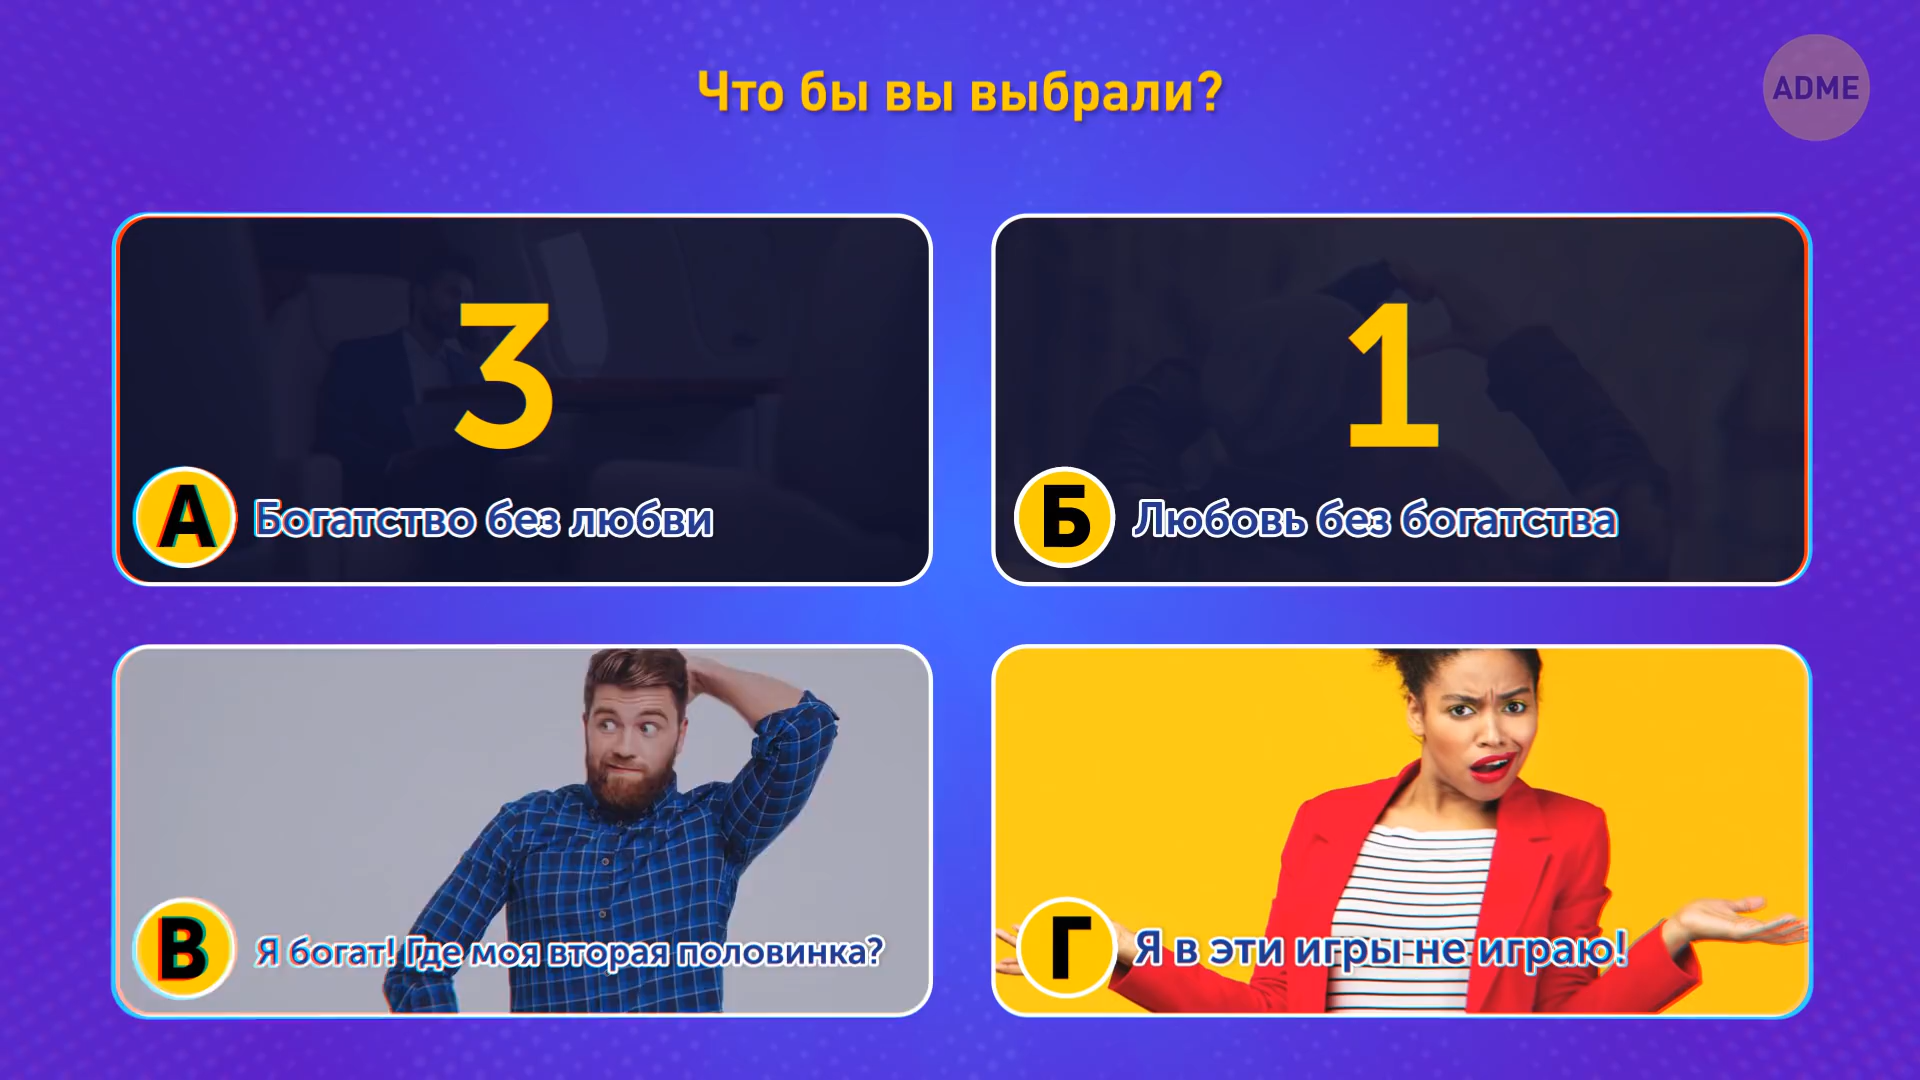 Что бы вы выбрали?
ADME
3
1
А Богатство без любви
Б Любовь без богатства
В Я богат! Где моя вторая половинка?
Г Я в эти игры не играю!